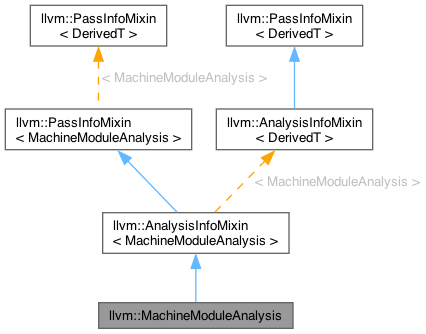 llvm::PassInfoMixin
< DerivedT >
llvm::PassInfoMixin
< DerivedT >
< MachineModuleAnalysis >
llvm::PassInfoMixin
< MachineModuleAnalysis >
llvm::AnalysisInfoMixin
< DerivedT >
< MachineModuleAnalysis >
llvm::AnalysisInfoMixin
< MachineModuleAnalysis >
llvm::MachineModuleAnalysis